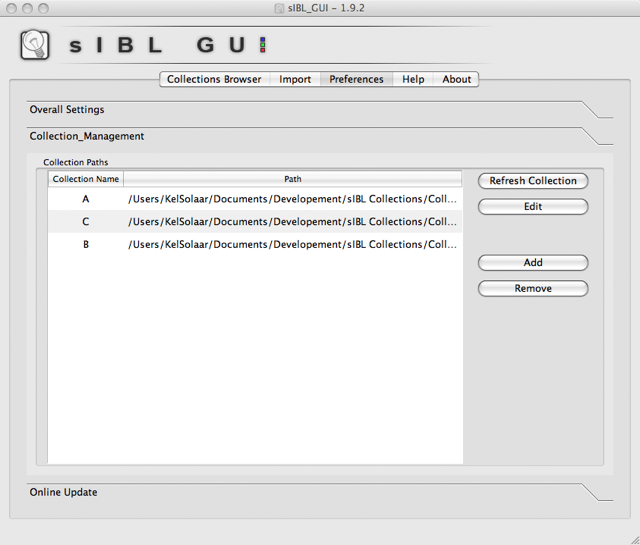 sIBL_GUI - 1.9.2
sIBL GUI
Collections Browser Import Preferences Help About
Overall Settings
Collection_Management
Collection Paths
Collection Name Path
Refresh Collection
A /Users/KelSolaar/Documents/Developement/sIBL Collections/Coll...
Edit
C /Users/KelSolaar/Documents/Developement/sIBL Collections/Coll...
B /Users/KelSolaar/Documents/Developement/sIBL Collections/Coll...
Add
Remove
Online Update